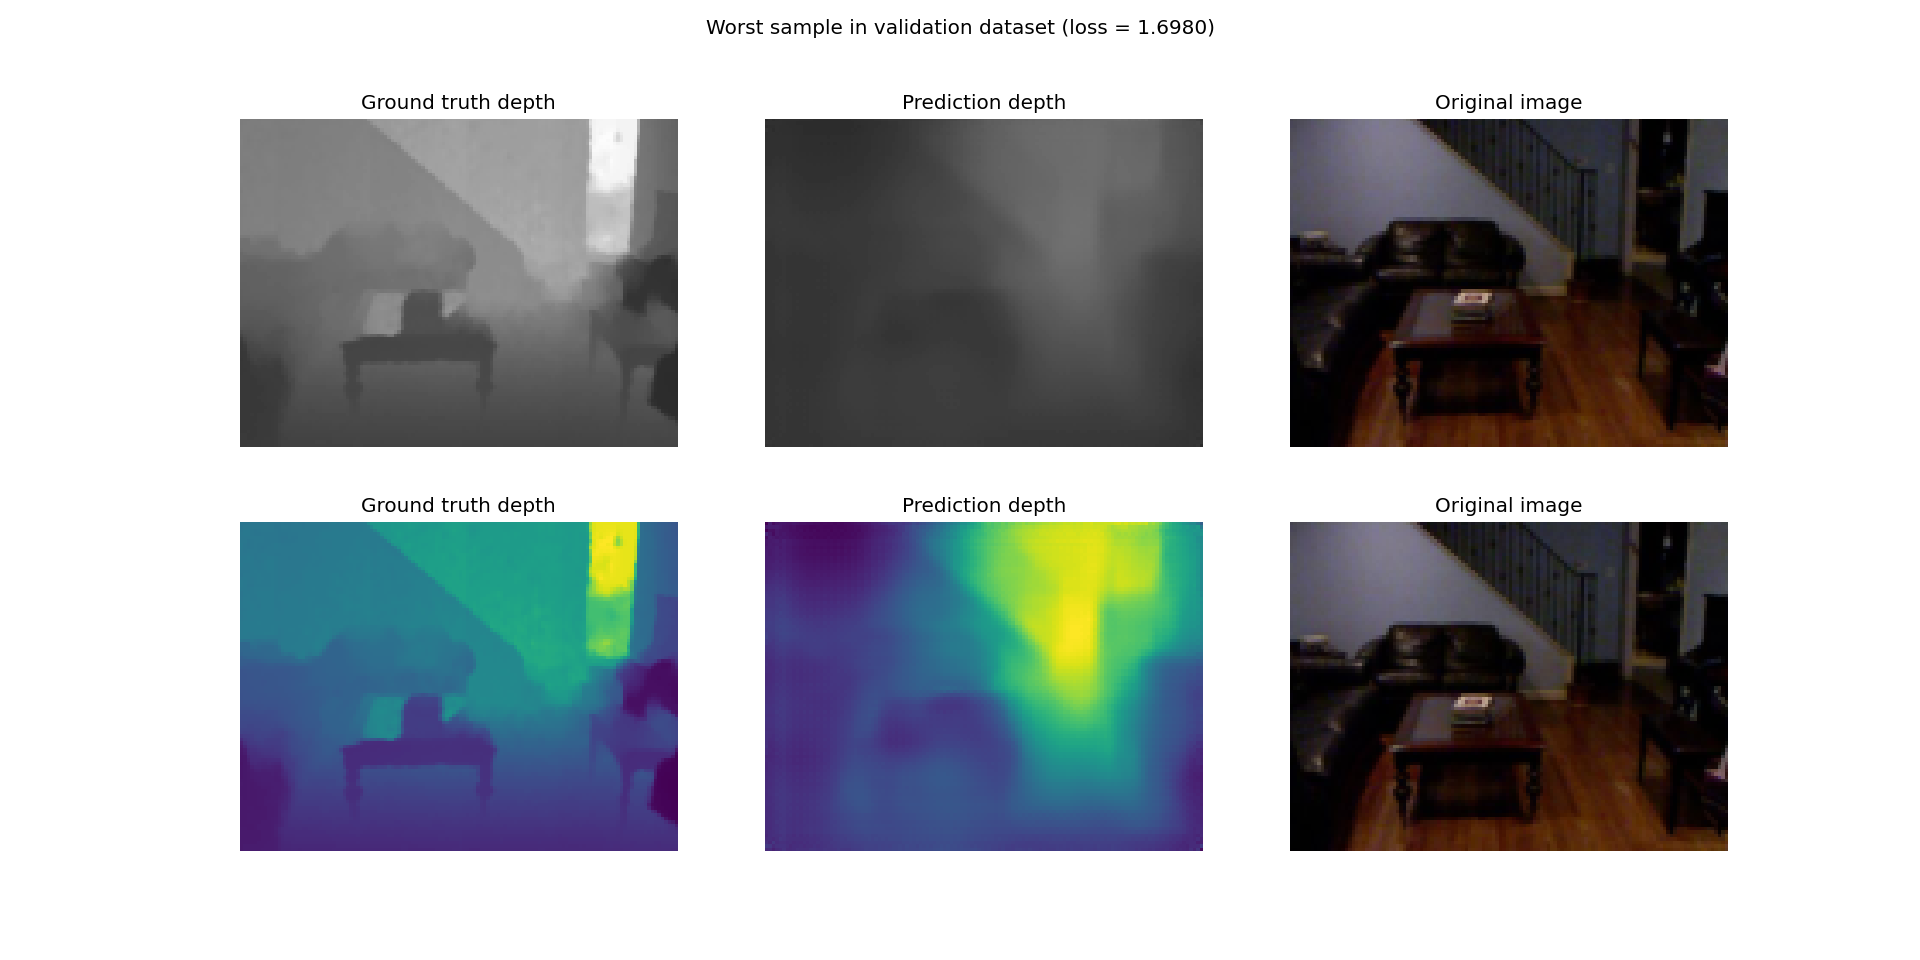 Worst sample in validation dataset (loss = 1.6980)
Ground truth depth
Prediction depth
Original image
Ground truth depth
Prediction depth
Original image